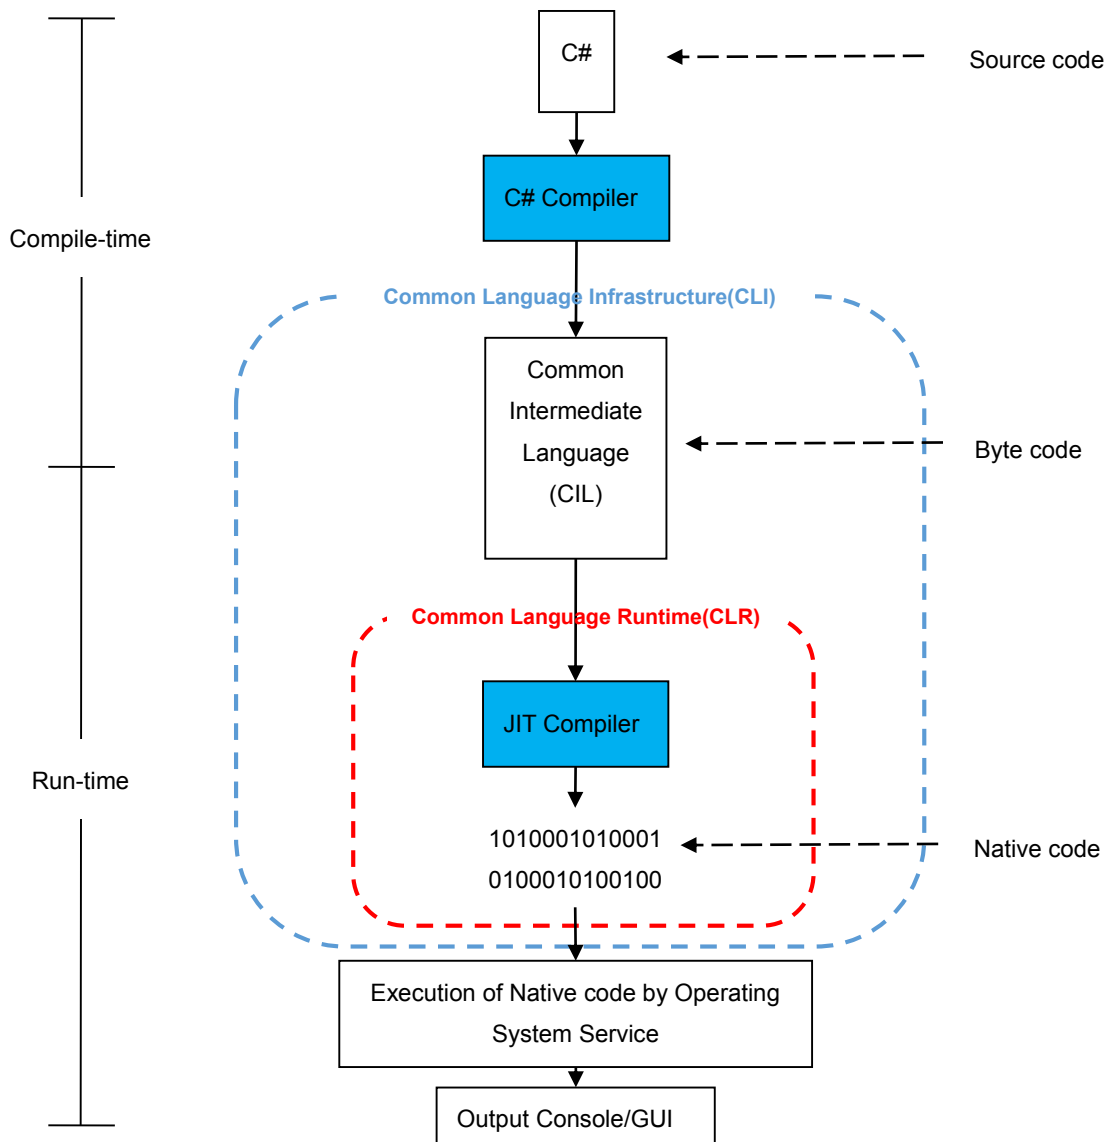 C#
Source code
C# Compiler
Compile-time
Common Language Infrastructure(CLI)
Common
Intermediate
Language
(CIL)
Byte code
Common Language Runtime(CLR)
JIT Compiler
Run-time
1010001010001
Native code
0100010100100
Execution of Native code by Operating
System Service
Output Console/GUI